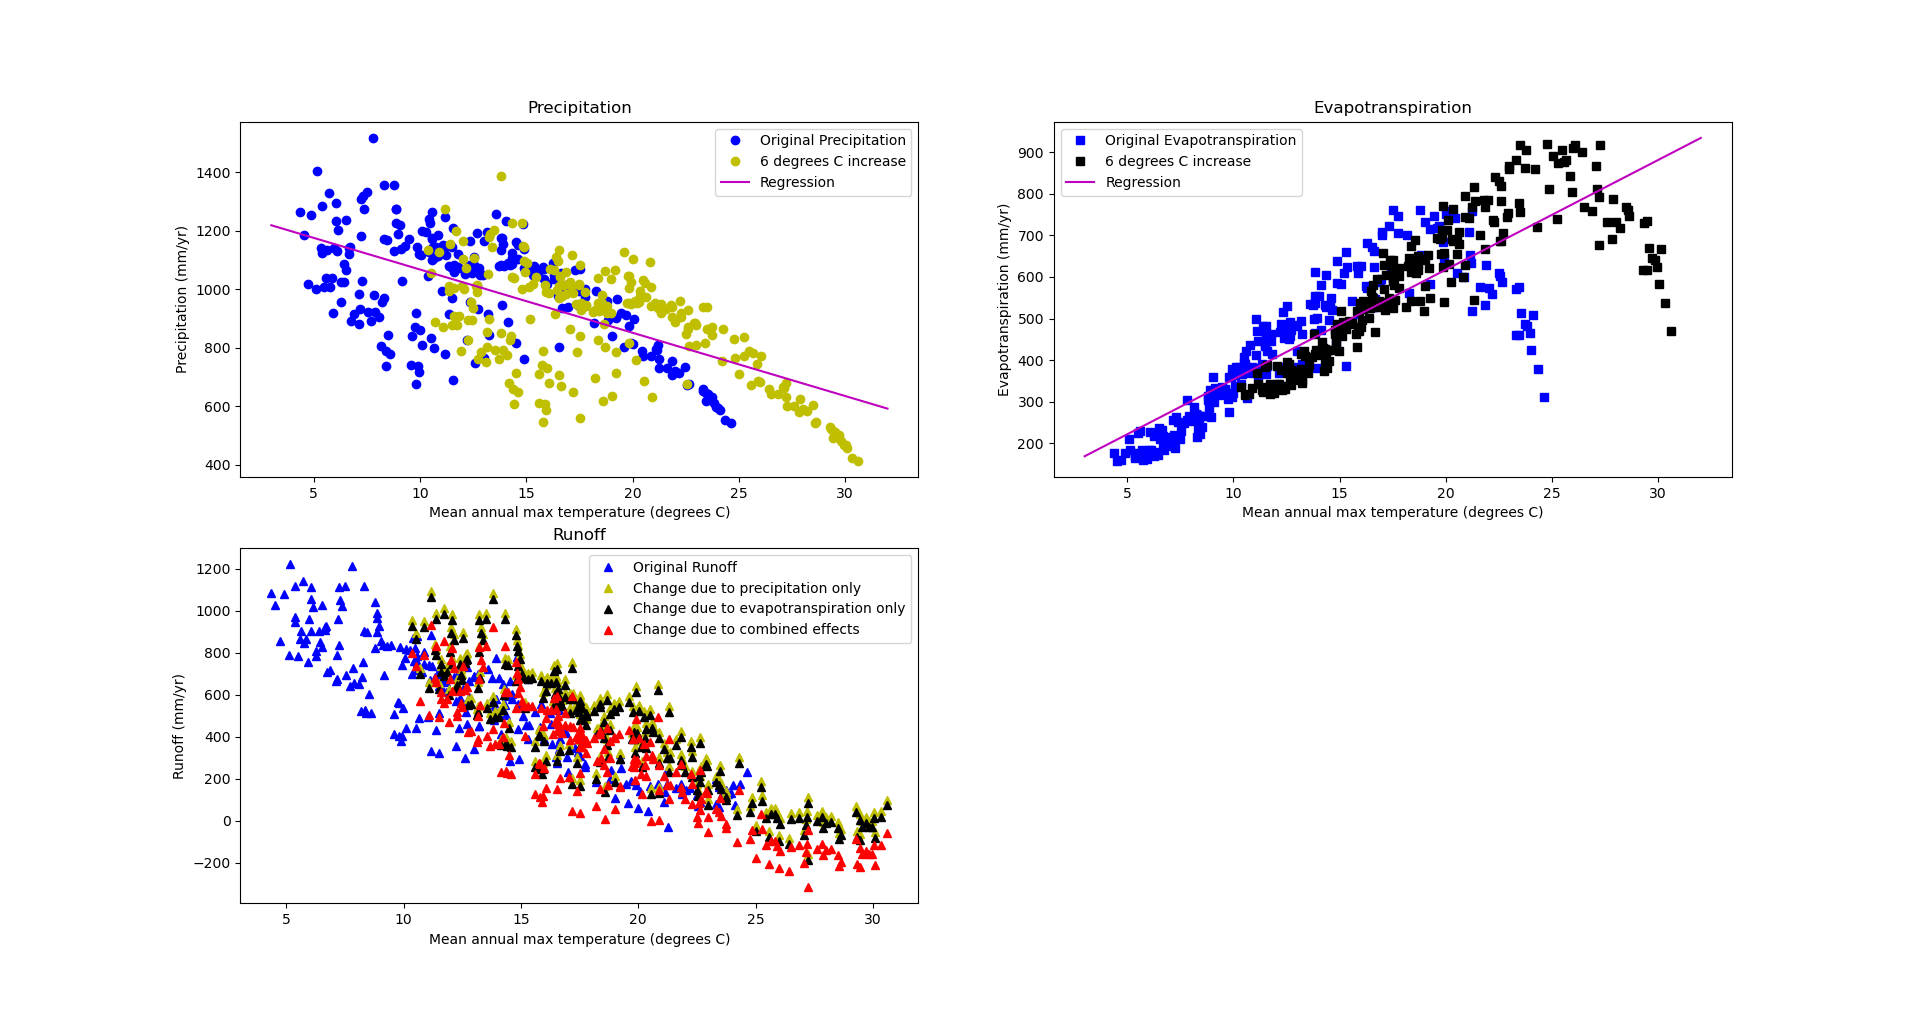 Precipitation
Original Precipitation
6 degrees C increase
Regression
Precipitation (mm/yr)
1400
1200
1000
800
600
400
5 10 15 20 25 30
Mean annual max temperature (degrees C)
Evapotranspiration
Original Evapotranspiration
6 degrees C increase
Regression
Evapotranspiration (mm/yr)
900
800
700
600
500
400
300
200
5 10 15 20 25 30
Mean annual max temperature (degrees C)
Runoff
Original Runoff
Change due to precipitation only
Change due to evapotranspiration only
Change due to combined effects
Runoff (mm/yr)
1200
1000
800
600
400
200
0
−200
5 10 15 20 25 30
Mean annual max temperature (degrees C)